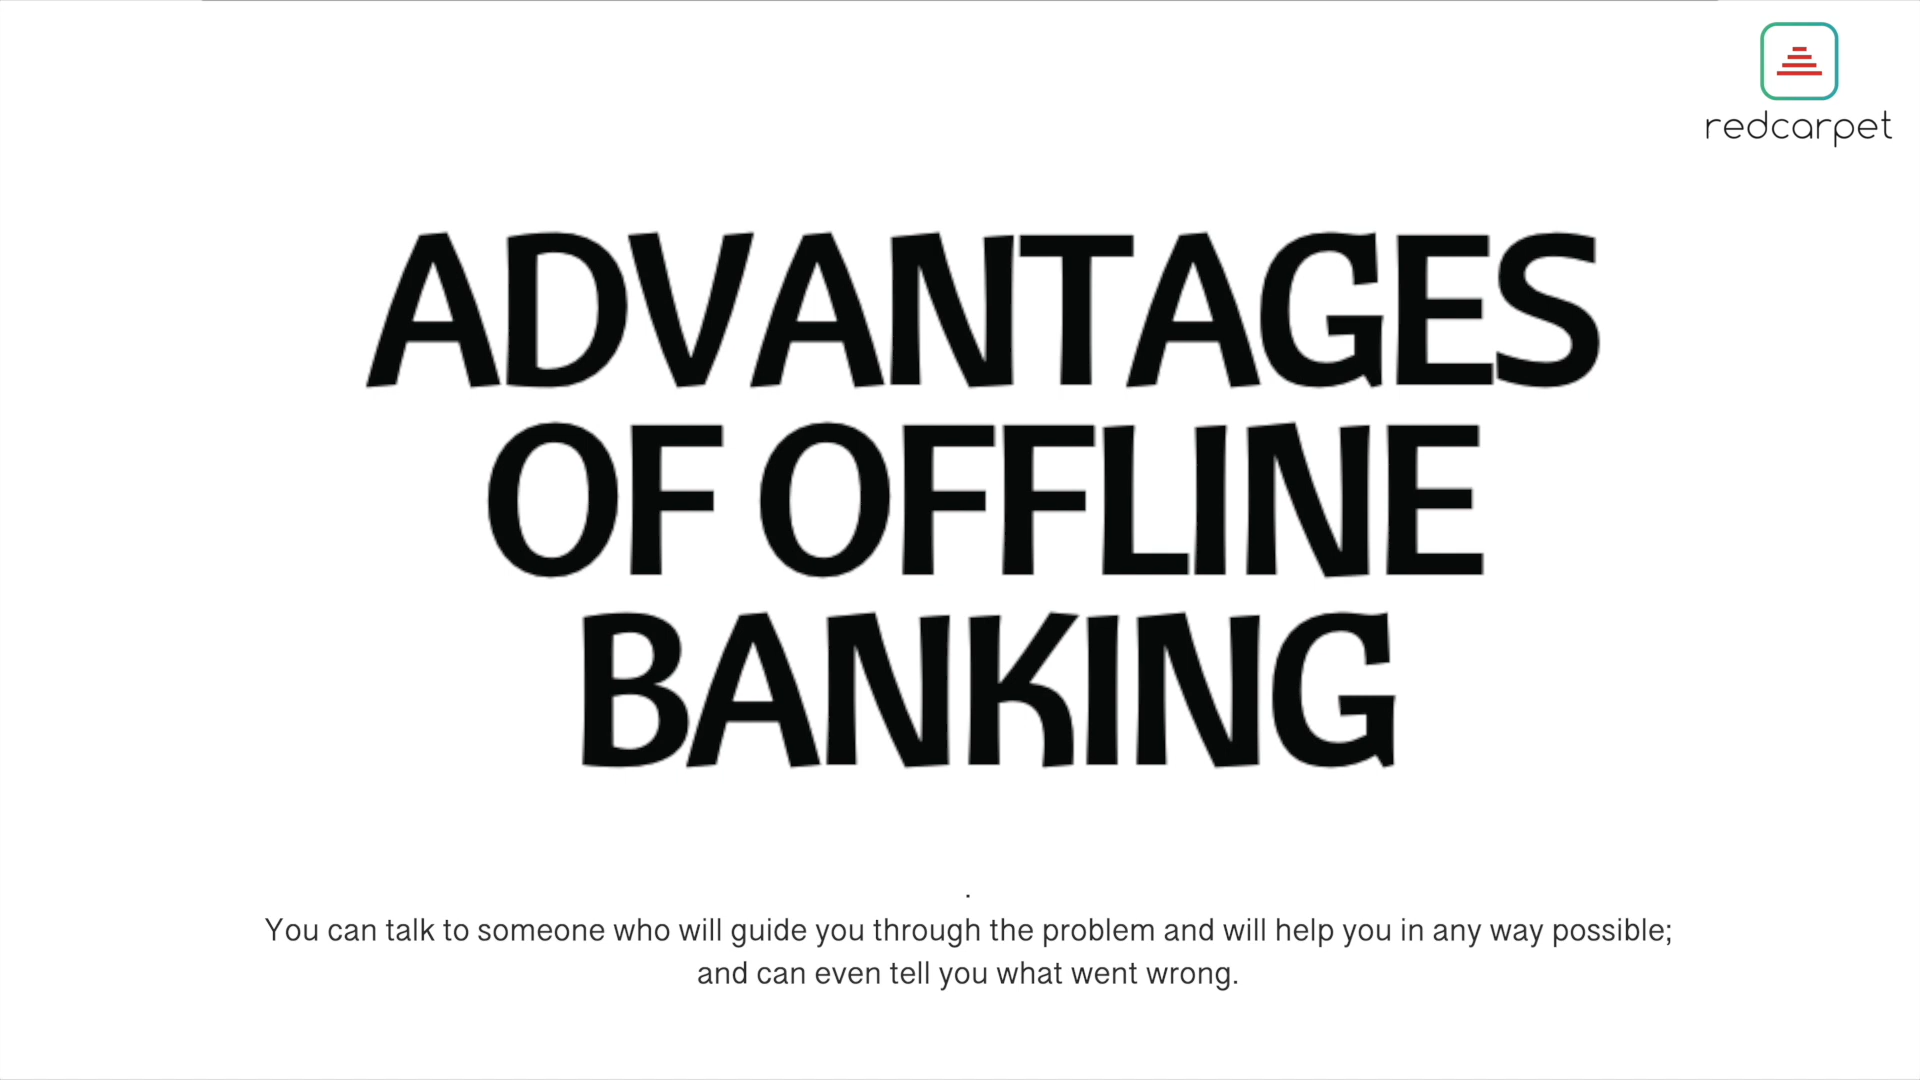 redcarpet
ADVANTAGES
OF OFFLINE
BANKING
.
You can talk to someone who will guide you through the problem and will help you in any way possible;
and can even tell you what went wrong.